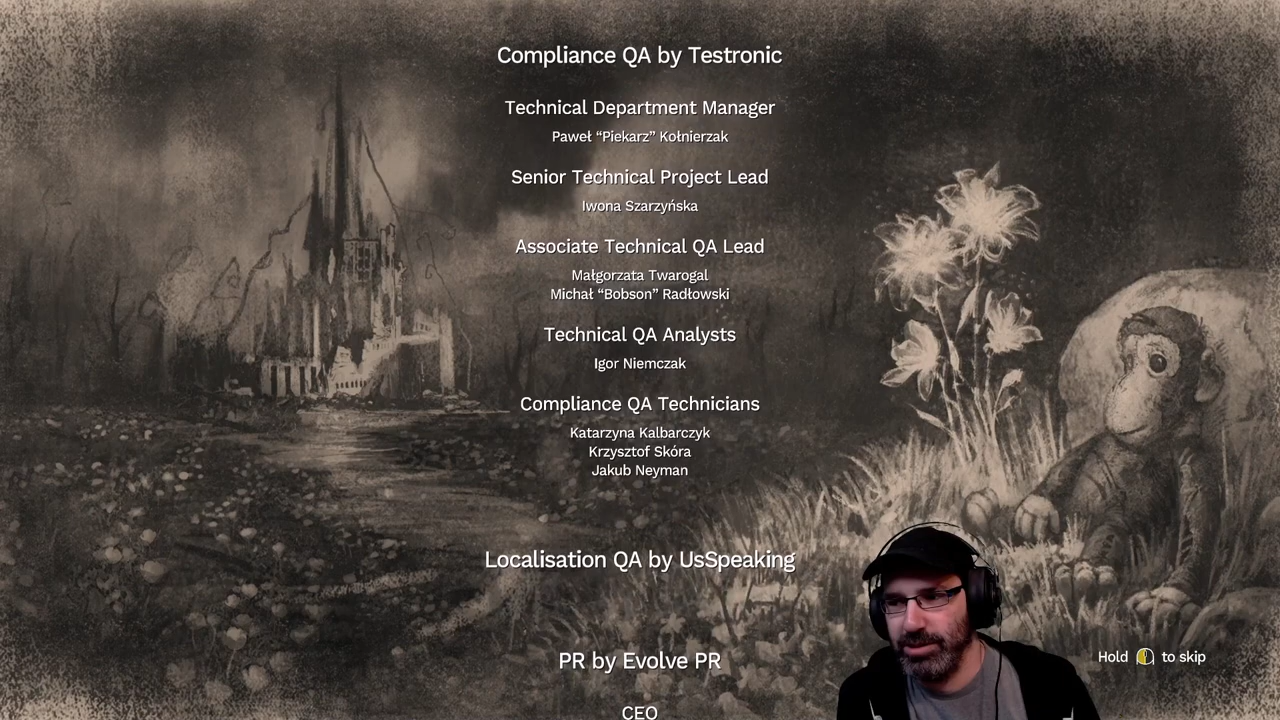 Compliance QA by Testronic
Technical Department Manager
Paweł “Piekarz” Kołnierzak
Senior Technical Project Lead
Iwona Szarzyńska
Associate Technical QA Lead
Małgorzata Twarogal
Michał “Bobson” Radłowski
Technical QA Analysts
Igor Niemczak
Compliance QA Technicians
Katarzyna Kalbarczyk
Krzysztof Skóra
Jakub Neyman
Localisation QA by UsSpeaking
PR by Evolve PR
Hold to skip
CEO